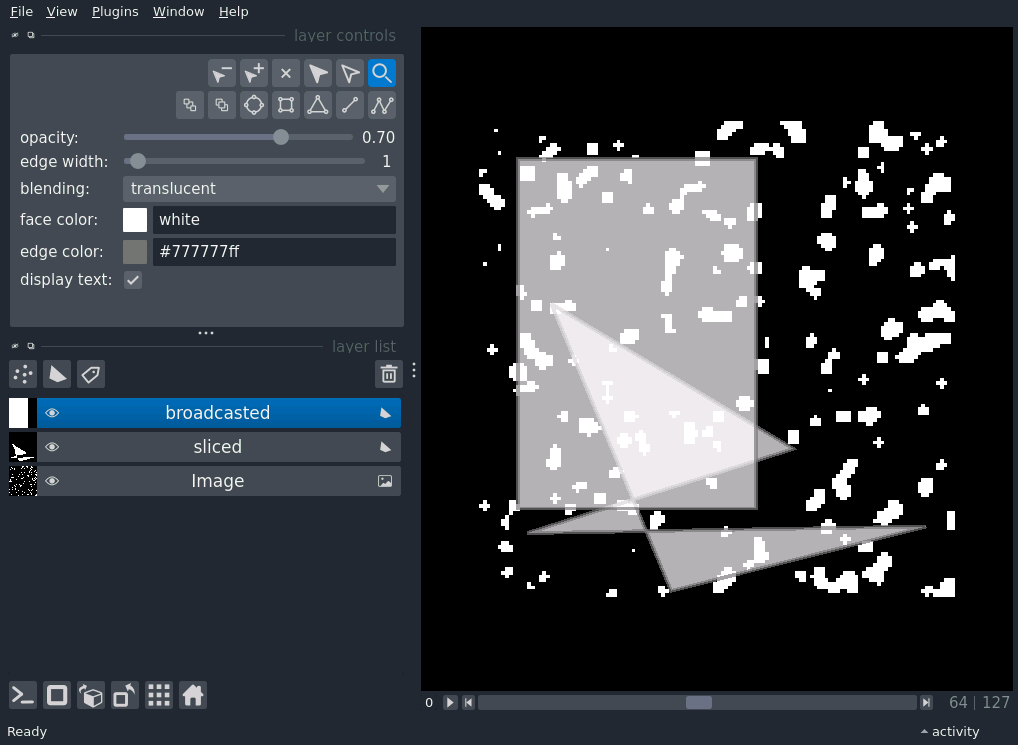 File View Plugins Window Help
layer controls
opacity: 0.70
edge width: 1
blending: translucent
face color: white
edge color: #777777ff
display text:
layer list
broadcasted
sliced
Image
0 64 | 127
Ready activity